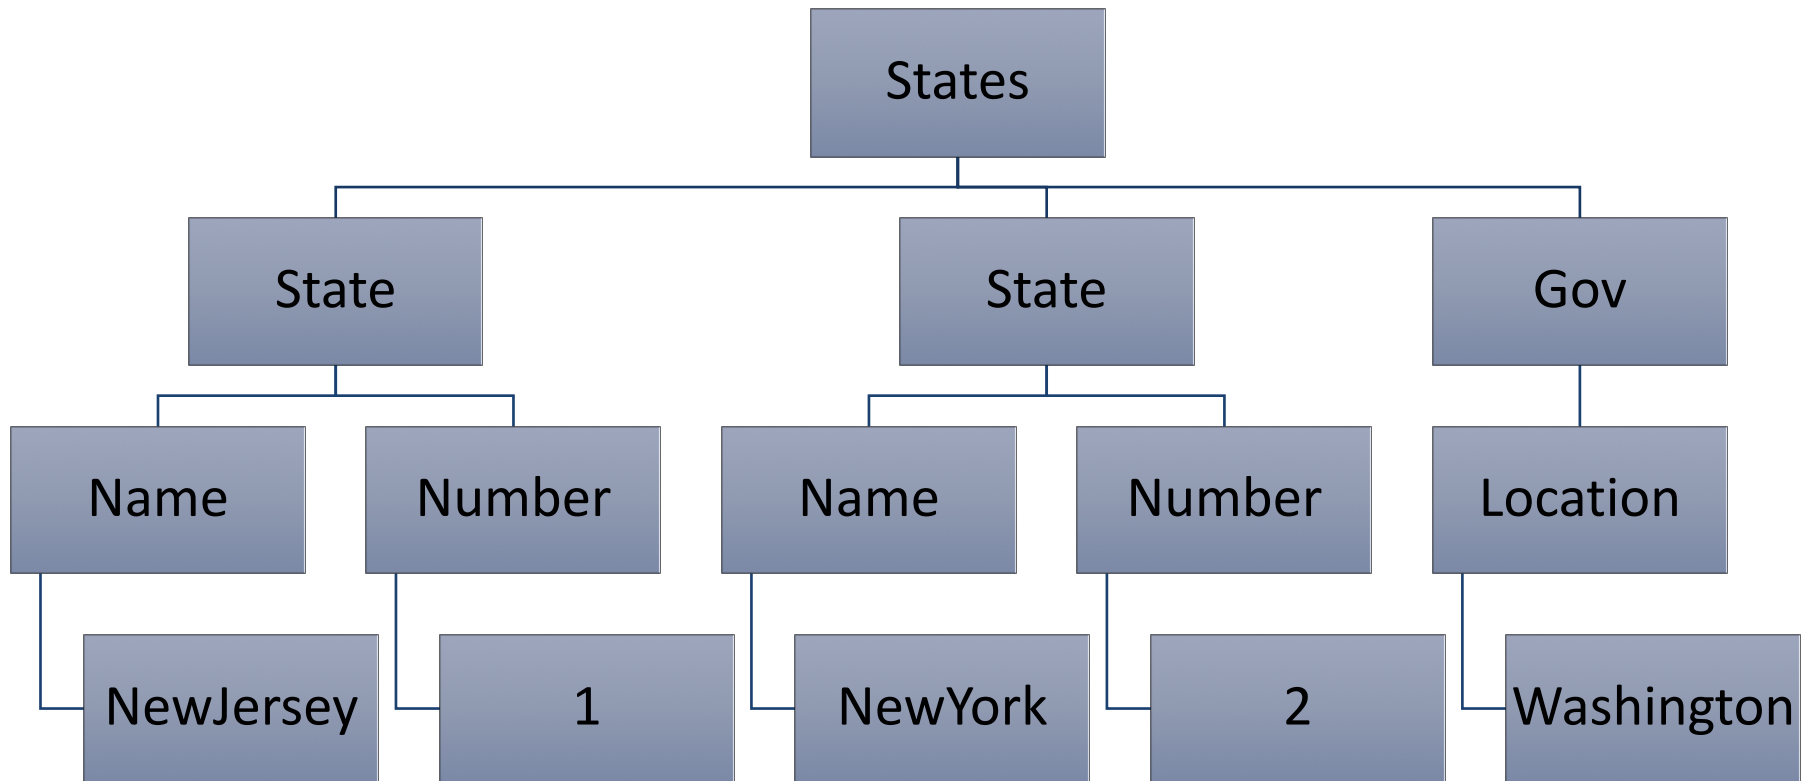 States
State
State
Gov
Name
Number
Name
Number
Location
NewJersey
1
NewYork
2
Washington